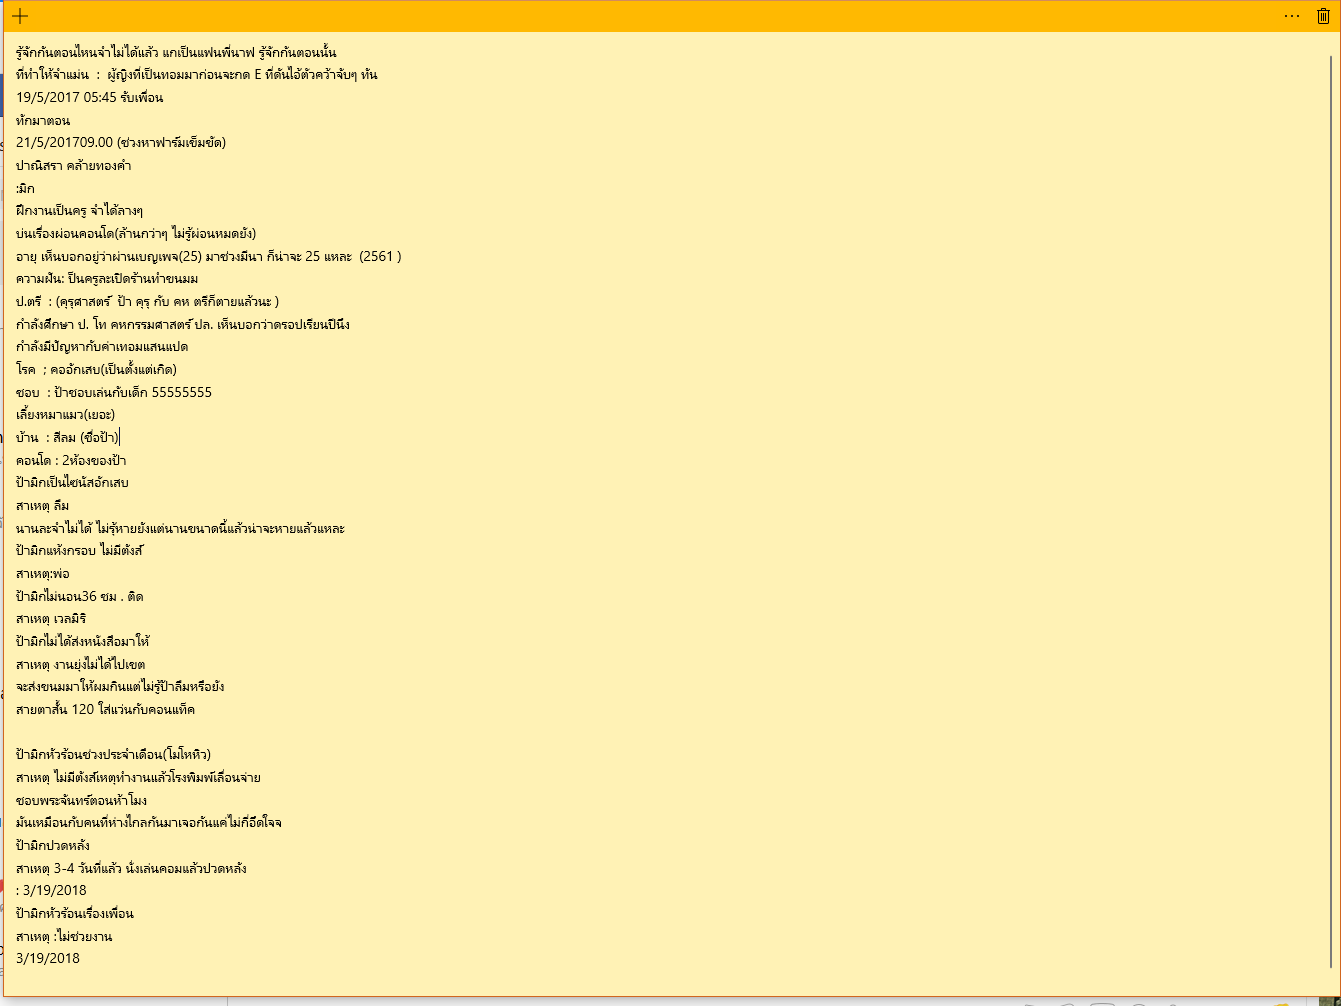 รู้จักกันตอนไหนจำไม่ได้แล้ว แกเป็นแฟนพี่นาฟ รู้จักกันตอนนั้น
ที่ทำให้จำแม่น  :  ผู้ญิงที่เป็นทอมมาก่อนจะกด E ที่ดันไอ้ตัวคว้าจับๆ ทัน
19/5/2017 05:45 รับเพื่อน
ทักมาตอน
21/5/201709.00 (ช่วงหาฟาร์มเข็มขัด)
ปาณิสรา คล้ายทองคำ
:มิก
ฝึกงานเป็นครู จำได้ลางๆ
บ่นเรื่องผ่อนคอนโด(ล้านกว่าๆ ไม่รู้ผ่อนหมดยัง)
อายุ เห็นบอกอยู่ว่าผ่านเบญเพจ(25) มาช่วงมีนา ก็น่าจะ 25 แหละ  (2561 )
ความฝัน: ป็นครูละเปิดร้านทำขนมม
ป.ตรี  : (คุรุศาสตร์  ป้า คุรุ กับ คห ตรีก็ตายแล้วนะ )
กำลังศึกษา ป. โท คหกรรมศาสตร์ ปล. เห็นบอกว่าดรอปเรียนปีนึง
กำลังมีปัญหากับค่าเทอมแสนแปด
โรค  ; คออักเสบ(เป็นตั้งแต่เกิด)
ชอบ  : ป้าชอบเล่นกับเด็ก 55555555
เลี้ยงหมาแมว(เยอะ)
บ้าน  : สีลม (ชื่อป้า)
คอนโด : 2ห้องของป้า
ป้ามิกเป็นไซนัสอักเสบ
สาเหตุ ลืม
นานละจำไม่ได้ ไม่รุ้หายยังแต่นานขนาดนี้แล้วน่าจะหายแล้วแหละ
ป้ามิกแห้งกรอบ ไม่มีตังส์
สาเหตุ:พ่อ
ป้ามิกไม่นอน36 ชม . ติด
สาเหตุ เวลมิริ
ป้ามิกไม่ได้ส่งหนังสือมาให้
สาเหตุ งานยุ่งไม่ได้ไปเขต
จะส่งขนมมาให้ผมกินแต่ไม่รู้ป้าลืมหรือยัง
สายตาสั้น 120 ใส่แว่นกับคอนแท็ค
ป้ามิกหัวร้อนช่วงประจำเดือน(โมโหหิว)
สาเหตุ ไม่มีตังส์เหตุทำงานแล้วโรงพิมพ์เลื่อนจ่าย
ชอบพระจันทร์ตอนห้าโมง
มันเหมือนกับคนที่ห่างไกลกันมาเจอกันแค่ไม่กี่อึดใจจ
ป้ามิกปวดหลัง
สาเหตุ 3-4 วันที่แล้ว นั่งเล่นคอมแล้วปวดหลัง
: 3/19/2018
ป้ามิกหัวร้อนเรื่องเพื่อน
สาเหตุ :ไม่ช่วยงาน
3/19/2018